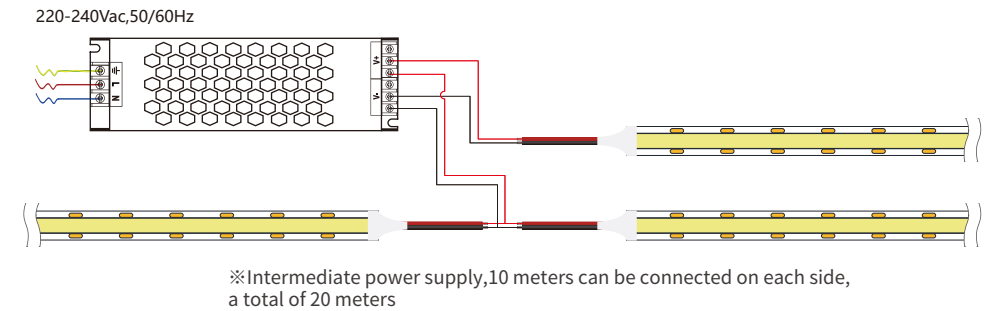 220-240Vac,50/60Hz
V+
L
N
V-
※Intermediate power supply,10 meters can be connected on each side,
a total of 20 meters